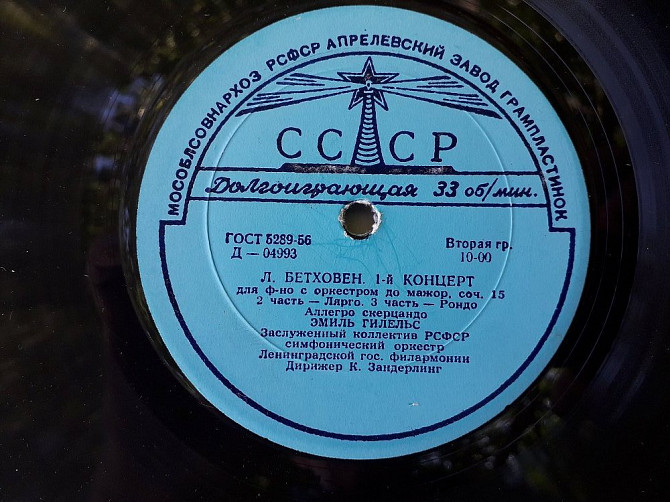 МОСОБЛСОВНАРХОЗ РСФСР АПРЕЛЕВСКИЙ ЗАВОД ГРАМПЛАСТИНОК
СССР
Долгоиграющая 33 об/мин.
ГОСТ 5289-56 Вторая гр.
Д — 04993 10-00
Л. БЕТХОВЕН. 1-й КОНЦЕРТ
для ф-но с оркестром до мажор, соч. 15
2 часть — Лярго. 3 часть — Рондо
Аллегро скерцандо
ЭМИЛЬ ГИЛЕЛЬС
Заслуженный коллектив РСФСР
симфонический оркестр
Ленинградской гос. филармонии
Дирижер К. Зандерлинг